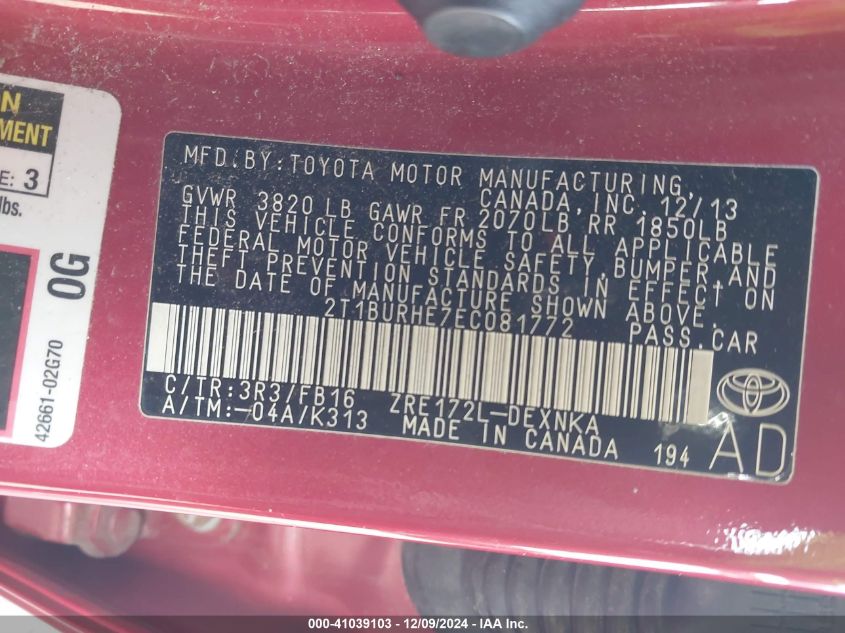 N
MENT
E: 3
lbs.
0G
42661-02G70
MFD.BY:TOYOTA MOTOR MANUFACTURING,
CANADA, INC. 12/13
GVWR 3820 LB GAWR FR 2070LB RR 1850LB
THIS VEHICLE CONFORMS TO ALL APPLICABLE
FEDERAL MOTOR VEHICLE SAFETY, BUMPER, AND
THEFT PREVENTION STANDARDS IN EFFECT ON
THE DATE OF MANUFACTURE SHOWN ABOVE.
2T1BURHE7EC081772 PASS.CAR
C/TR:3R3/FB16 ZRE172L-DEXNKA
A/TM:-04A/K313 MADE IN CANADA 194
AD
000-41039103 - 12/09/2024 - IAA Inc.